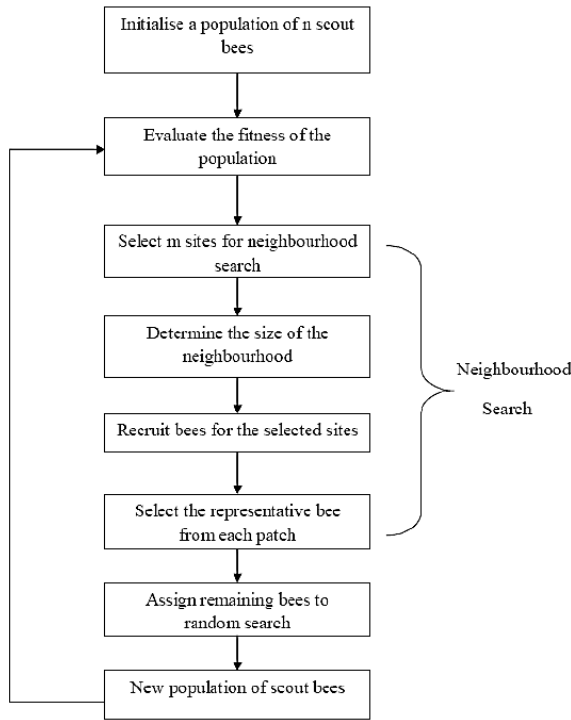 Initialise a population of n scout
bees
Evaluate the fitness of the
population
Select m sites for neighbourhood
search
Determine the size of the
neighbourhood
Recruit bees for the selected sites
Select the representative bee
from each patch
Neighbourhood
Search
Assign remaining bees to
random search
New population of scout bees